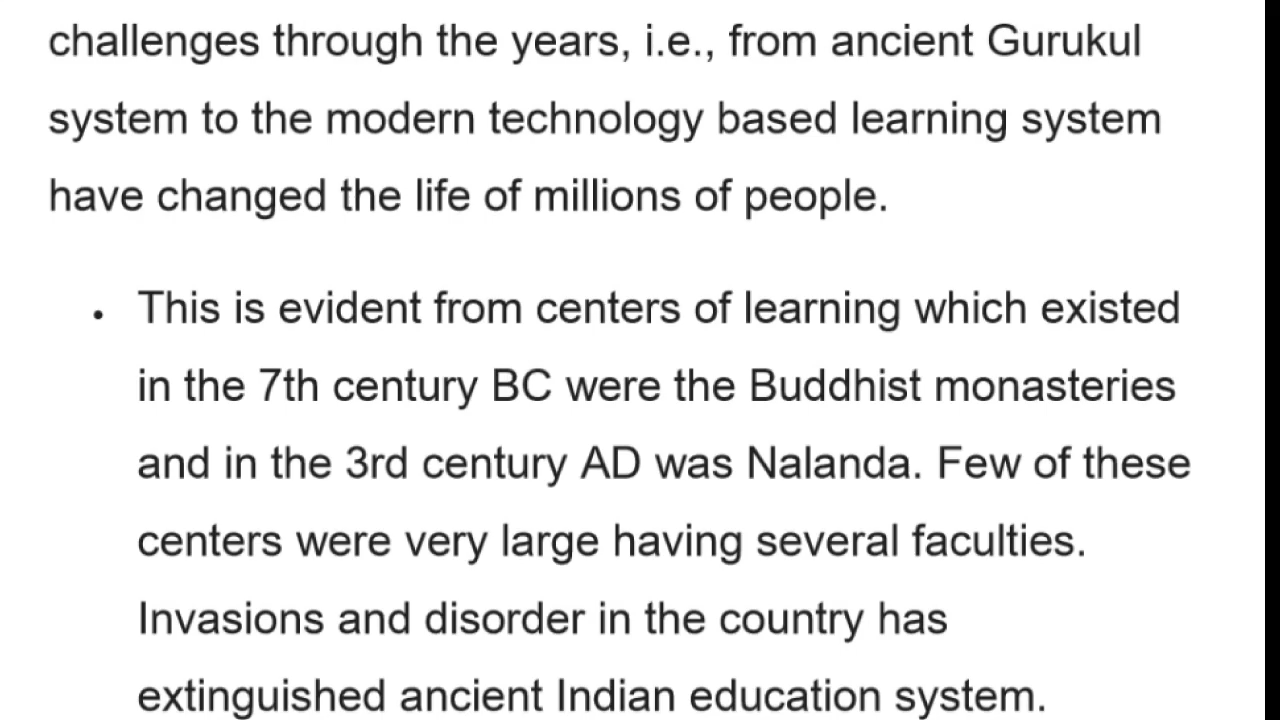 challenges through the years, i.e., from ancient Gurukul
system to the modern technology based learning system
have changed the life of millions of people.
• This is evident from centers of learning which existed
in the 7th century BC were the Buddhist monasteries
and in the 3rd century AD was Nalanda. Few of these
centers were very large having several faculties.
Invasions and disorder in the country has
extinguished ancient Indian education system.